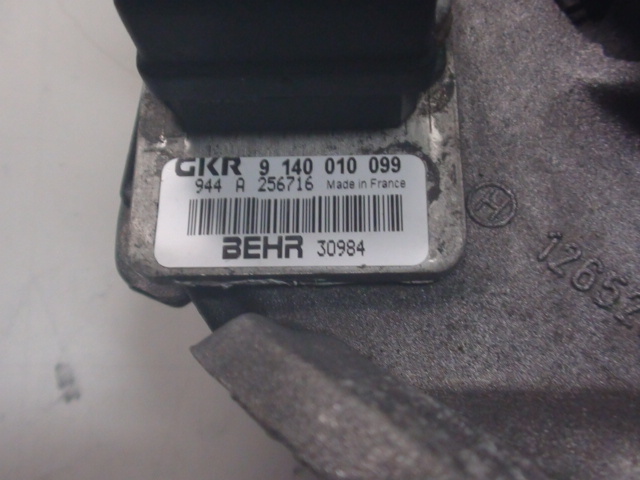 GKR 9 140 010 099
944 A 256716 Made in France
BEHR 30984
H